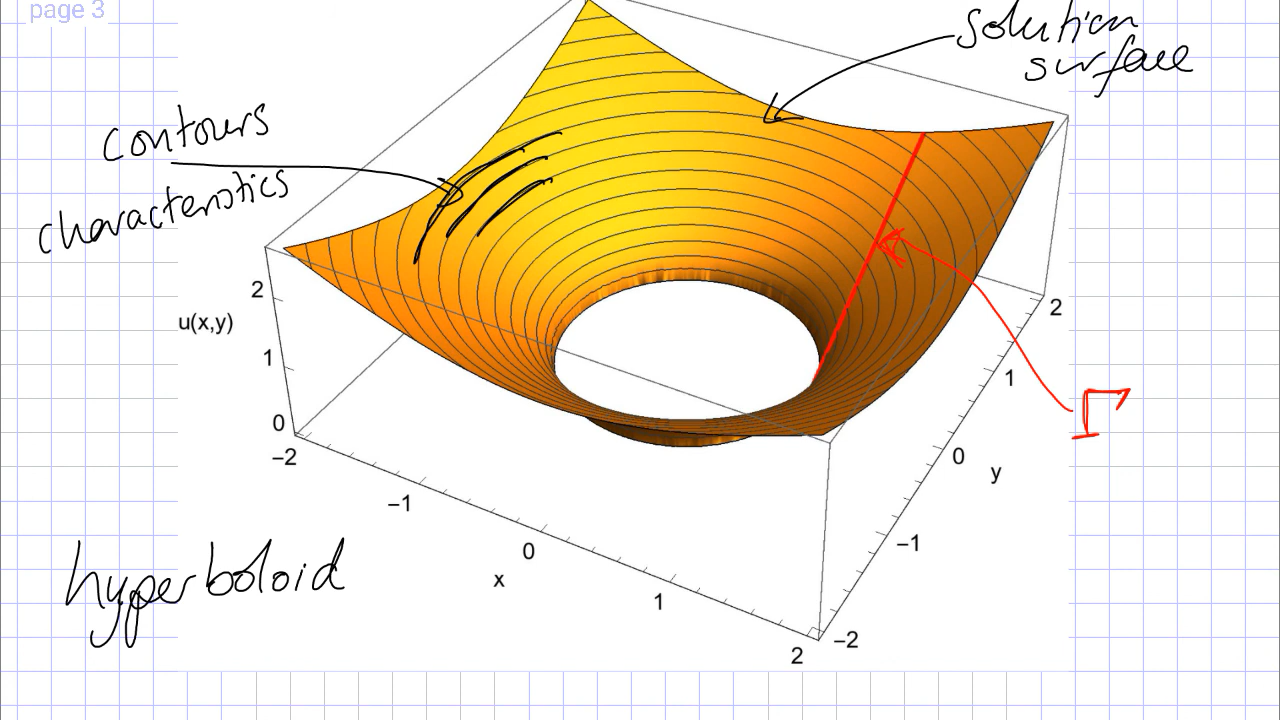 page 3
solution
surface
contours
characteristics
2
u(x,y)
1
0
−2
−1
0
x
1
2
−2
−1
0
y
1
2
Γ
hyperboloid